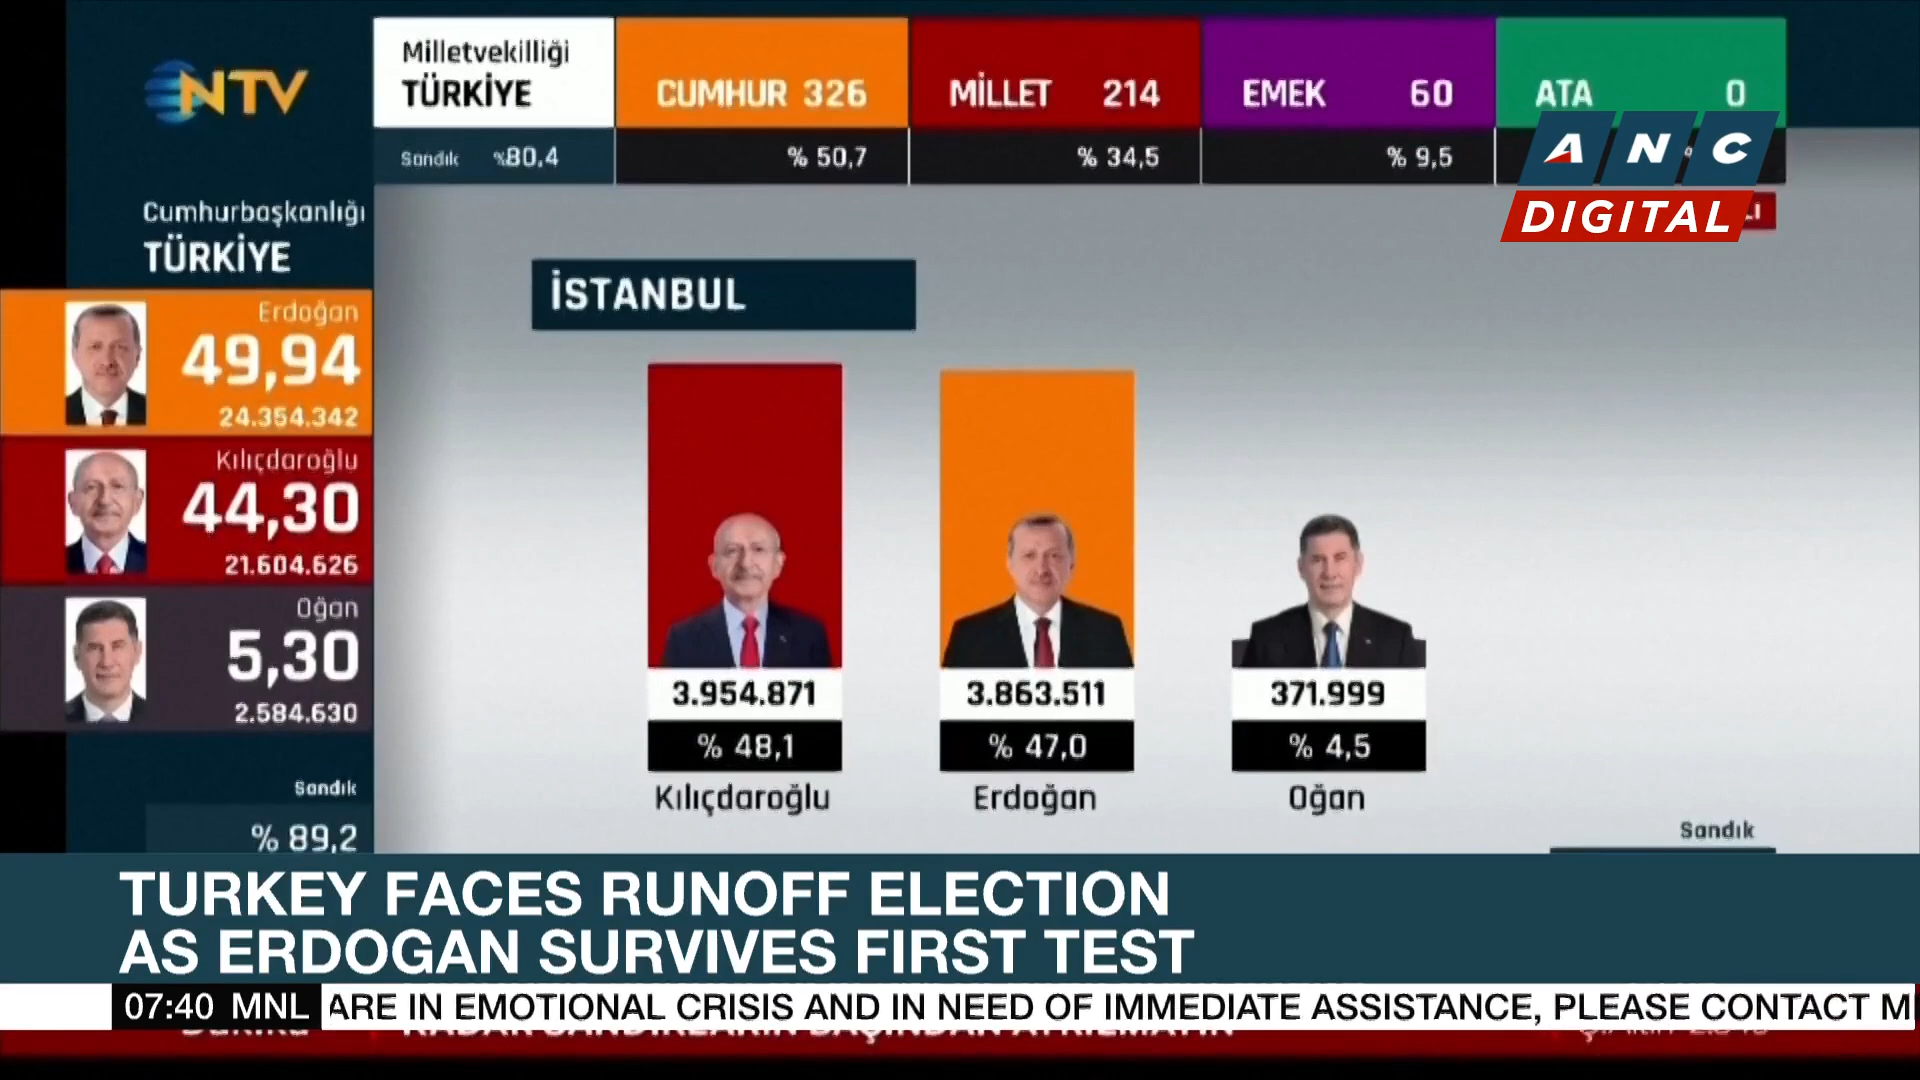 NTV
Milletvekilliği
TÜRKİYE
CUMHUR 326
MİLLET 214
EMEK 60
ATA 0
Sandık %80,4
% 50,7
% 34,5
% 9,5
ANC
DIGITAL
Cumhurbaşkanlığı
TÜRKİYE
Erdoğan
49,94
24.354.342
Kılıçdaroğlu
44,30
21.604.626
Oğan
5,30
2.584.630
Sandık
% 89,2
İSTANBUL
3.954.871
3.863.511
371.999
% 48,1
% 47,0
% 4,5
Kılıçdaroğlu
Erdoğan
Oğan
Sandık
TURKEY FACES RUNOFF ELECTION
AS ERDOGAN SURVIVES FIRST TEST
07:40 MNL ARE IN EMOTIONAL CRISIS AND IN NEED OF IMMEDIATE ASSISTANCE, PLEASE CONTACT